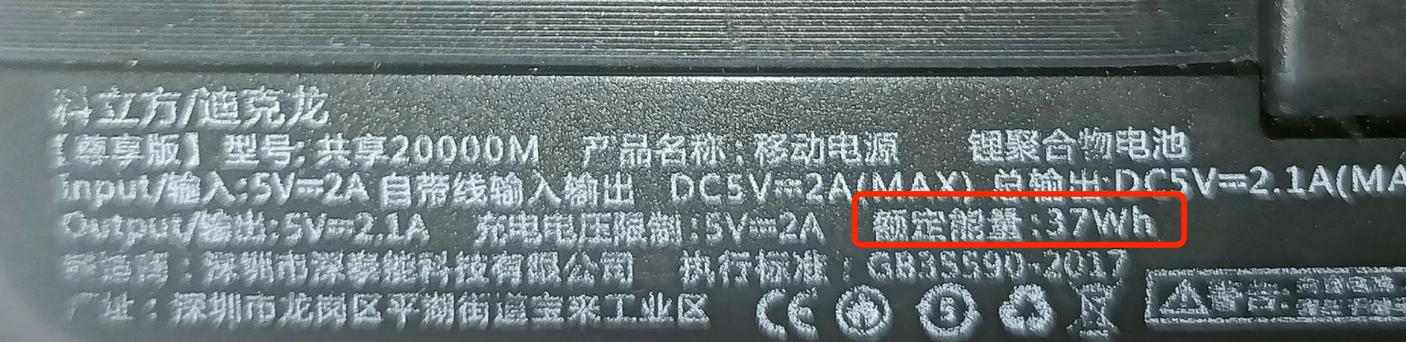 科立方/迪克龙
【尊享版】 型号: 共享20000M 产品名称: 移动电源 锂聚合物电池
input/输入:5V⎓2A 自带线输入输出 DC5V⎓2A(MAX) 总输出:DC5V⎓2.1A(MA
Output/输出:5V⎓2.1A 充电电压限制:5V⎓2A 额定能量:37Wh
深圳市深泰能科技有限公司 执行标准: GB35590-2017
厂址: 深圳市龙岗区平湖街道宝来工业区
警告: